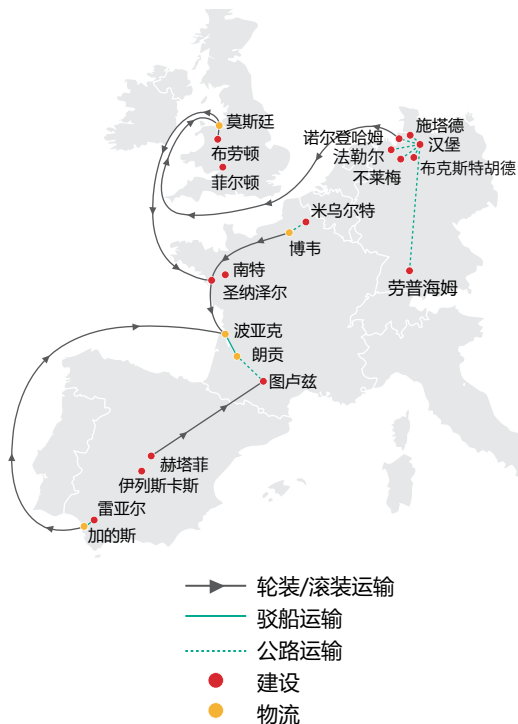 莫斯廷
布劳顿
菲尔顿
施塔德
诺尔登哈姆
汉堡
法勒尔
不莱梅
布克斯特胡德
米乌尔特
博韦
劳普海姆
南特
圣纳泽尔
波亚克
朗贡
图卢兹
赫塔菲
伊列斯卡斯
雷亚尔
加的斯
轮装/滚装运输
驳船运输
公路运输
建设
物流